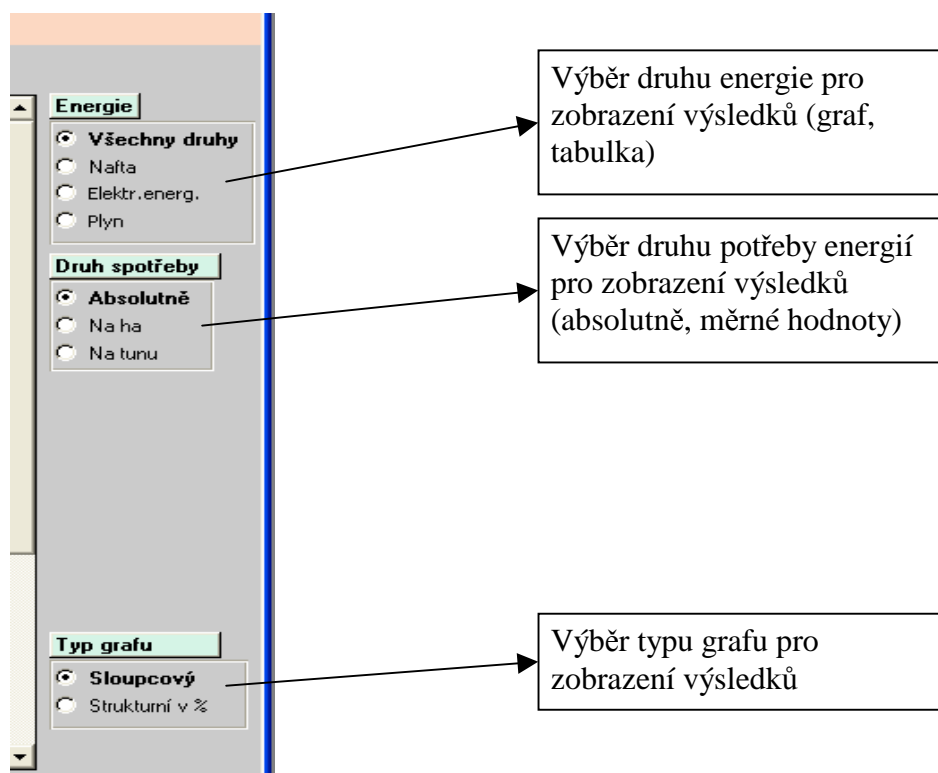 Energie
Všechny druhy
Nafta
Elektr.energ.
Plyn
Druh spotřeby
Absolutně
Na ha
Na tunu
Typ grafu
Sloupcový
Strukturní v %
Výběr druhu energie pro
zobrazení výsledků (graf,
tabulka)
Výběr druhu potřeby energií
pro zobrazení výsledků
(absolutně, měrné hodnoty)
Výběr typu grafu pro
zobrazení výsledků